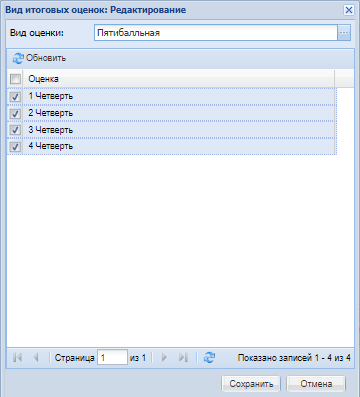 Вид итоговых оценок: Редактирование
Вид оценки: Пятибалльная ...
Обновить
Оценка
1 Четверть
2 Четверть
3 Четверть
4 Четверть
Страница 1 из 1 Показано записей 1 - 4 из 4
Сохранить Отмена